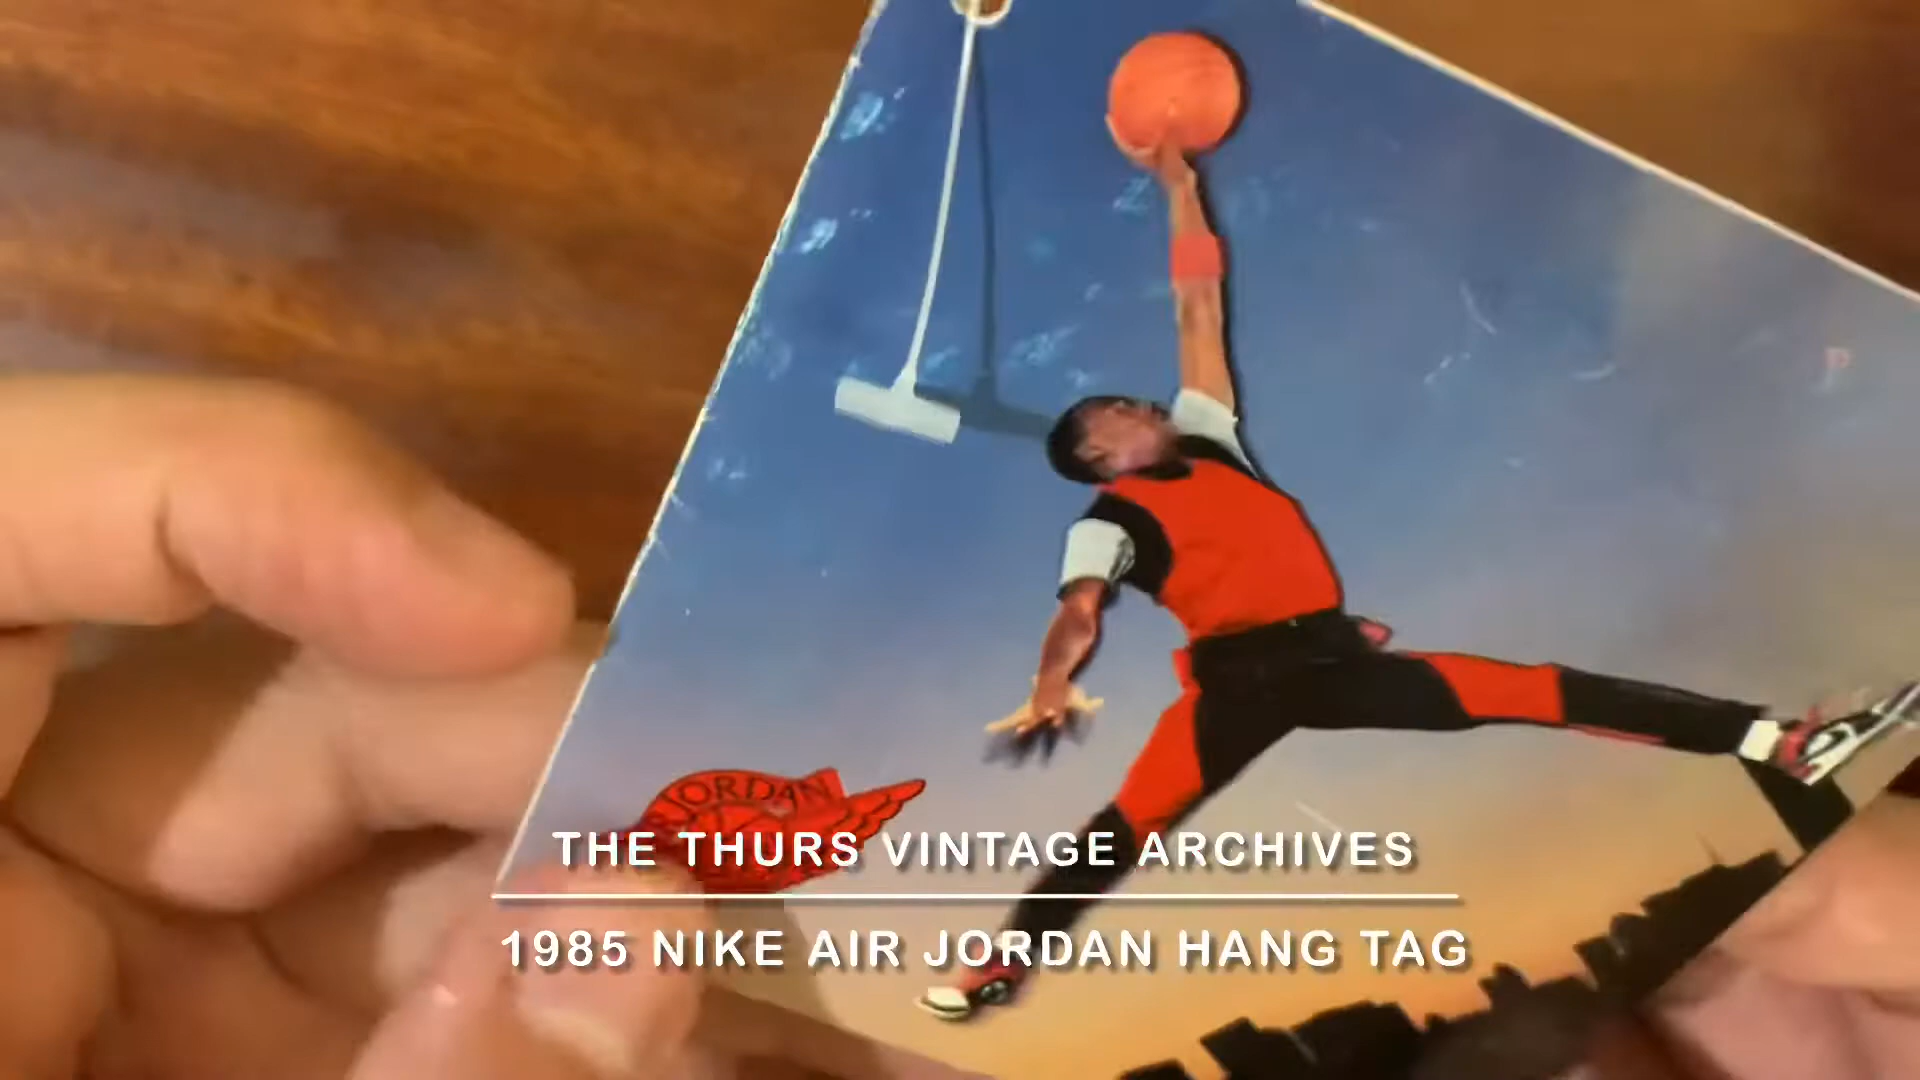 R JORDAN
THE THURS VINTAGE ARCHIVES
1985 NIKE AIR JORDAN HANG TAG